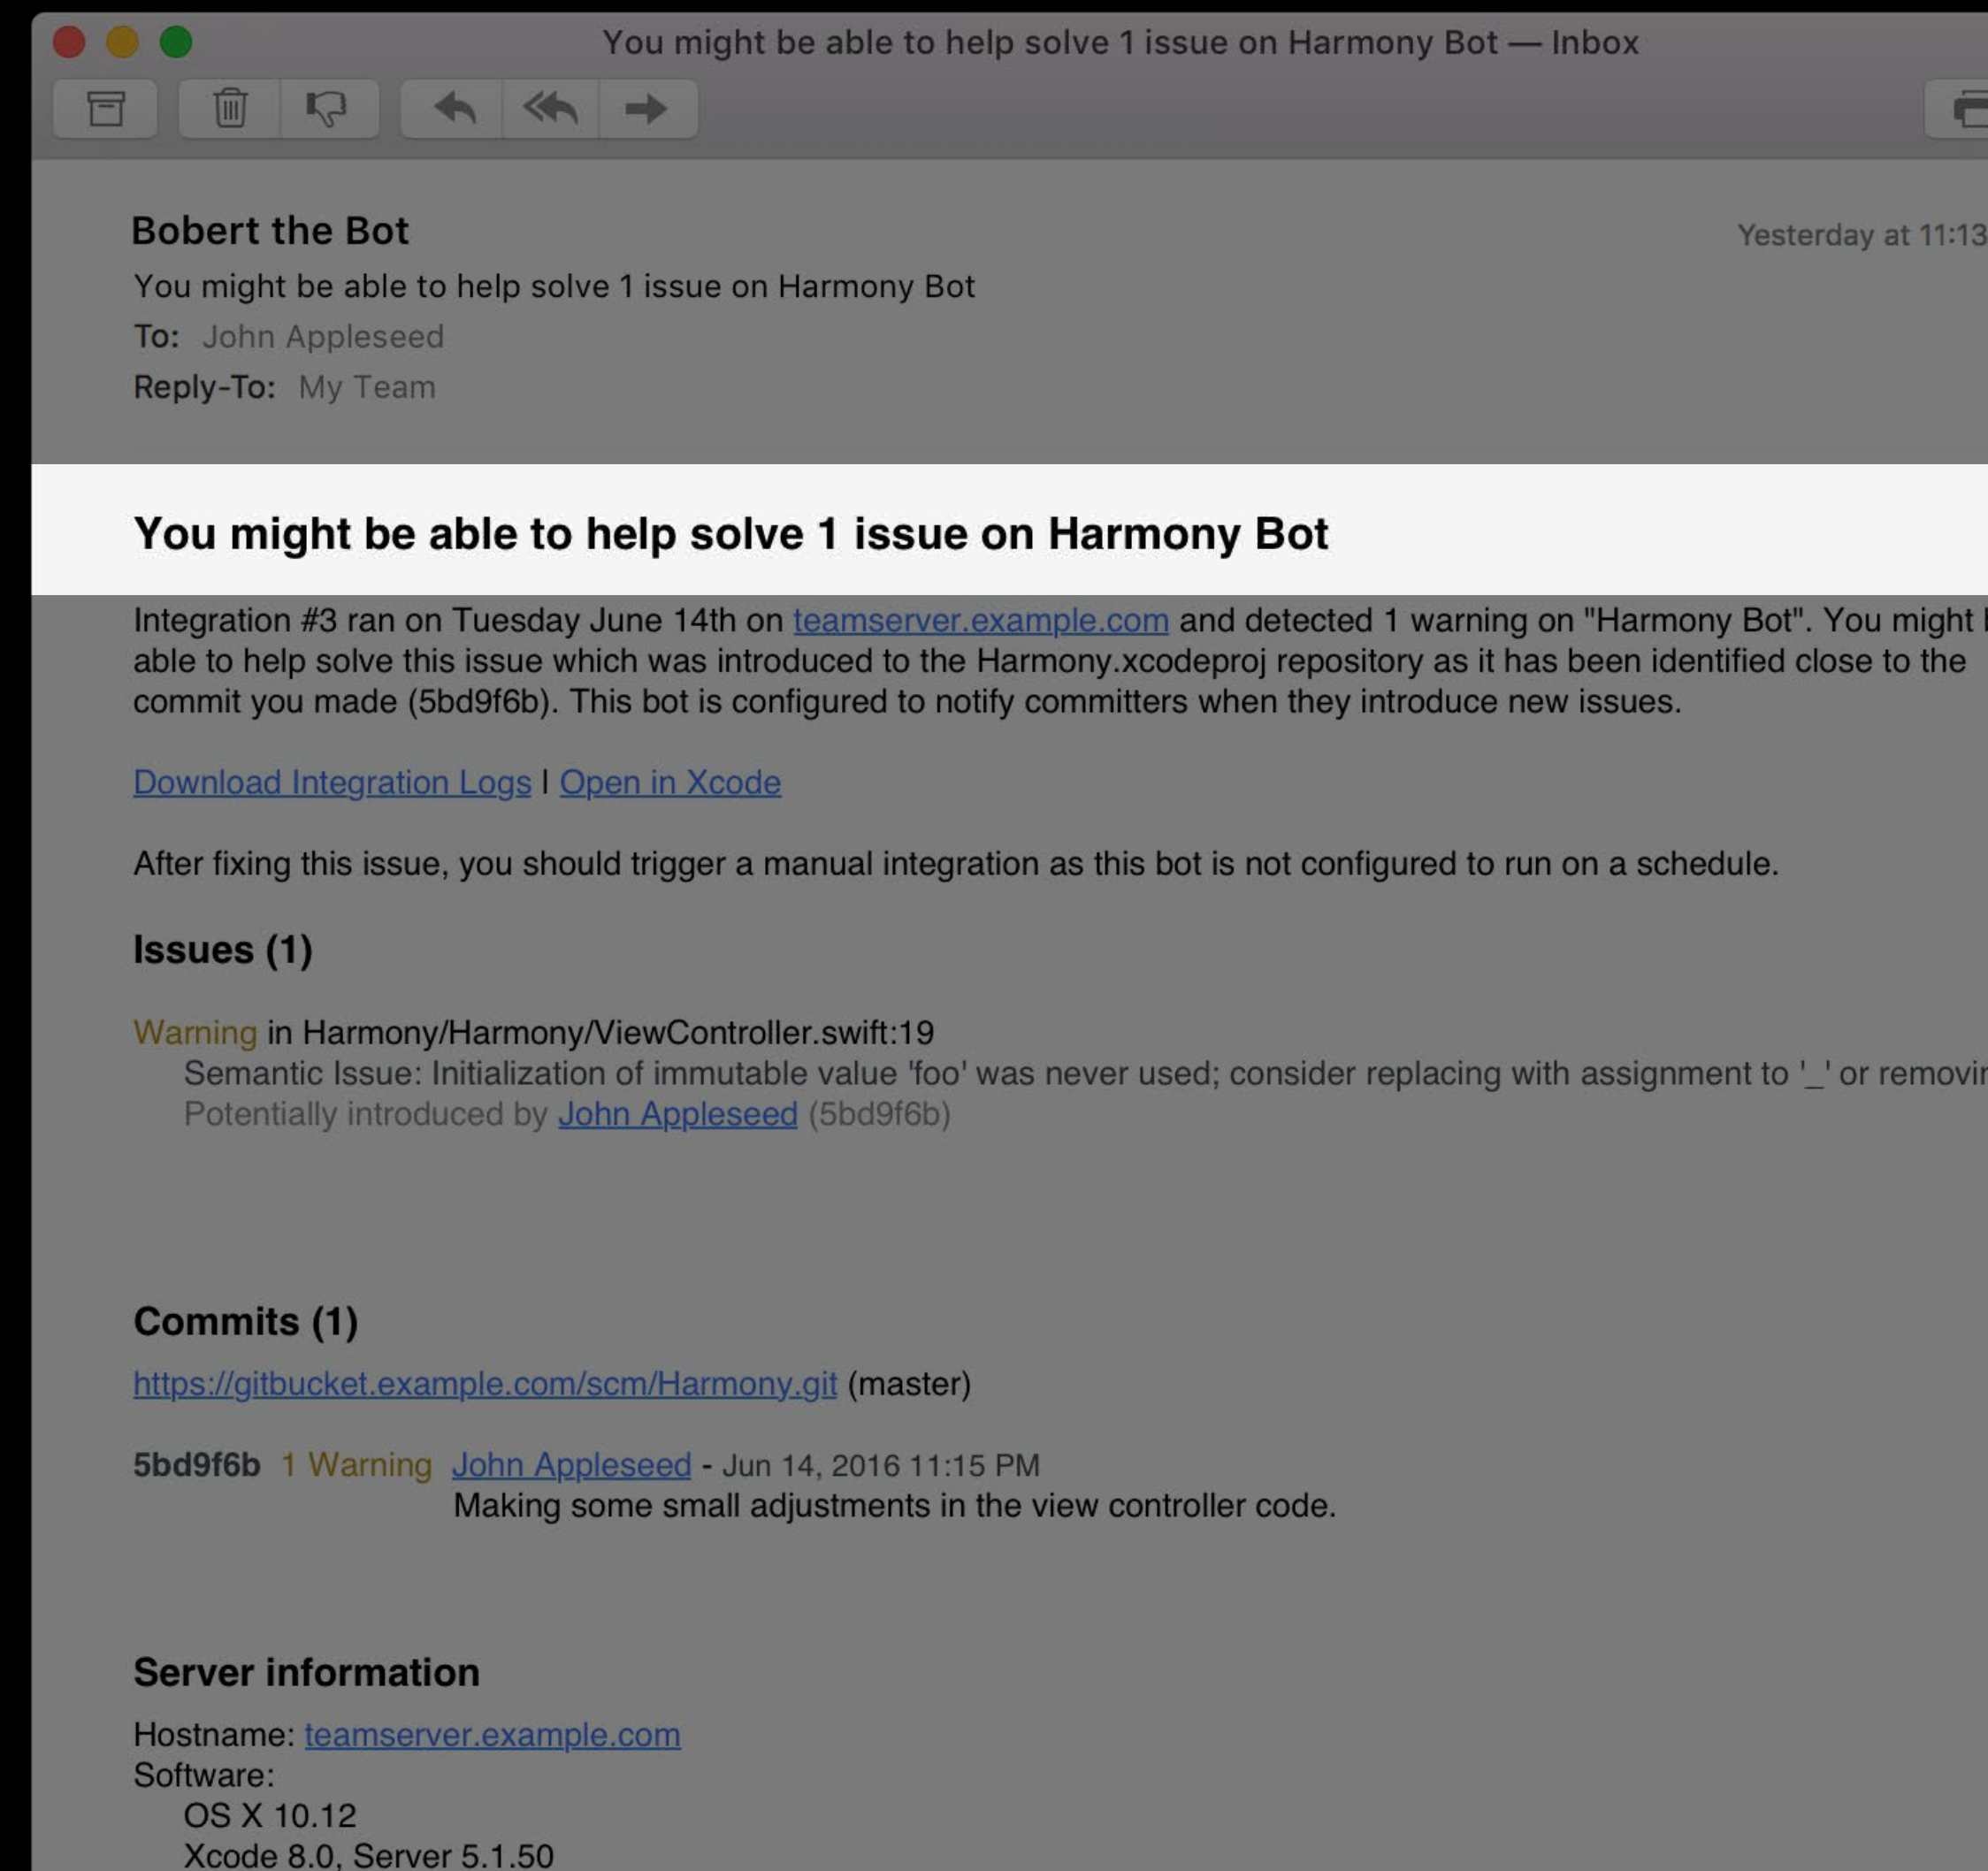 You might be able to help solve 1 issue on Harmony Bot — Inbox
Bobert the Bot
Yesterday at 11:13
You might be able to help solve 1 issue on Harmony Bot
To: John Appleseed
Reply-To: My Team
You might be able to help solve 1 issue on Harmony Bot
Integration #3 ran on Tuesday June 14th on teamserver.example.com and detected 1 warning on "Harmony Bot". You might
able to help solve this issue which was introduced to the Harmony.xcodeproj repository as it has been identified close to the
commit you made (5bd9f6b). This bot is configured to notify committers when they introduce new issues.
Download Integration Logs | Open in Xcode
After fixing this issue, you should trigger a manual integration as this bot is not configured to run on a schedule.
Issues (1)
Warning in Harmony/Harmony/ViewController.swift:19
Semantic Issue: Initialization of immutable value 'foo' was never used; consider replacing with assignment to '_' or
Potentially introduced by John Appleseed (5bd9f6b)
Commits (1)
https://gitbucket.example.com/scm/Harmony.git (master)
5bd9f6b 1 Warning John Appleseed - Jun 14, 2016 11:15 PM
Making some small adjustments in the view controller code.
Server information
Hostname: teamserver.example.com
Software:
OS X 10.12
Xcode 8.0, Server 5.1.50